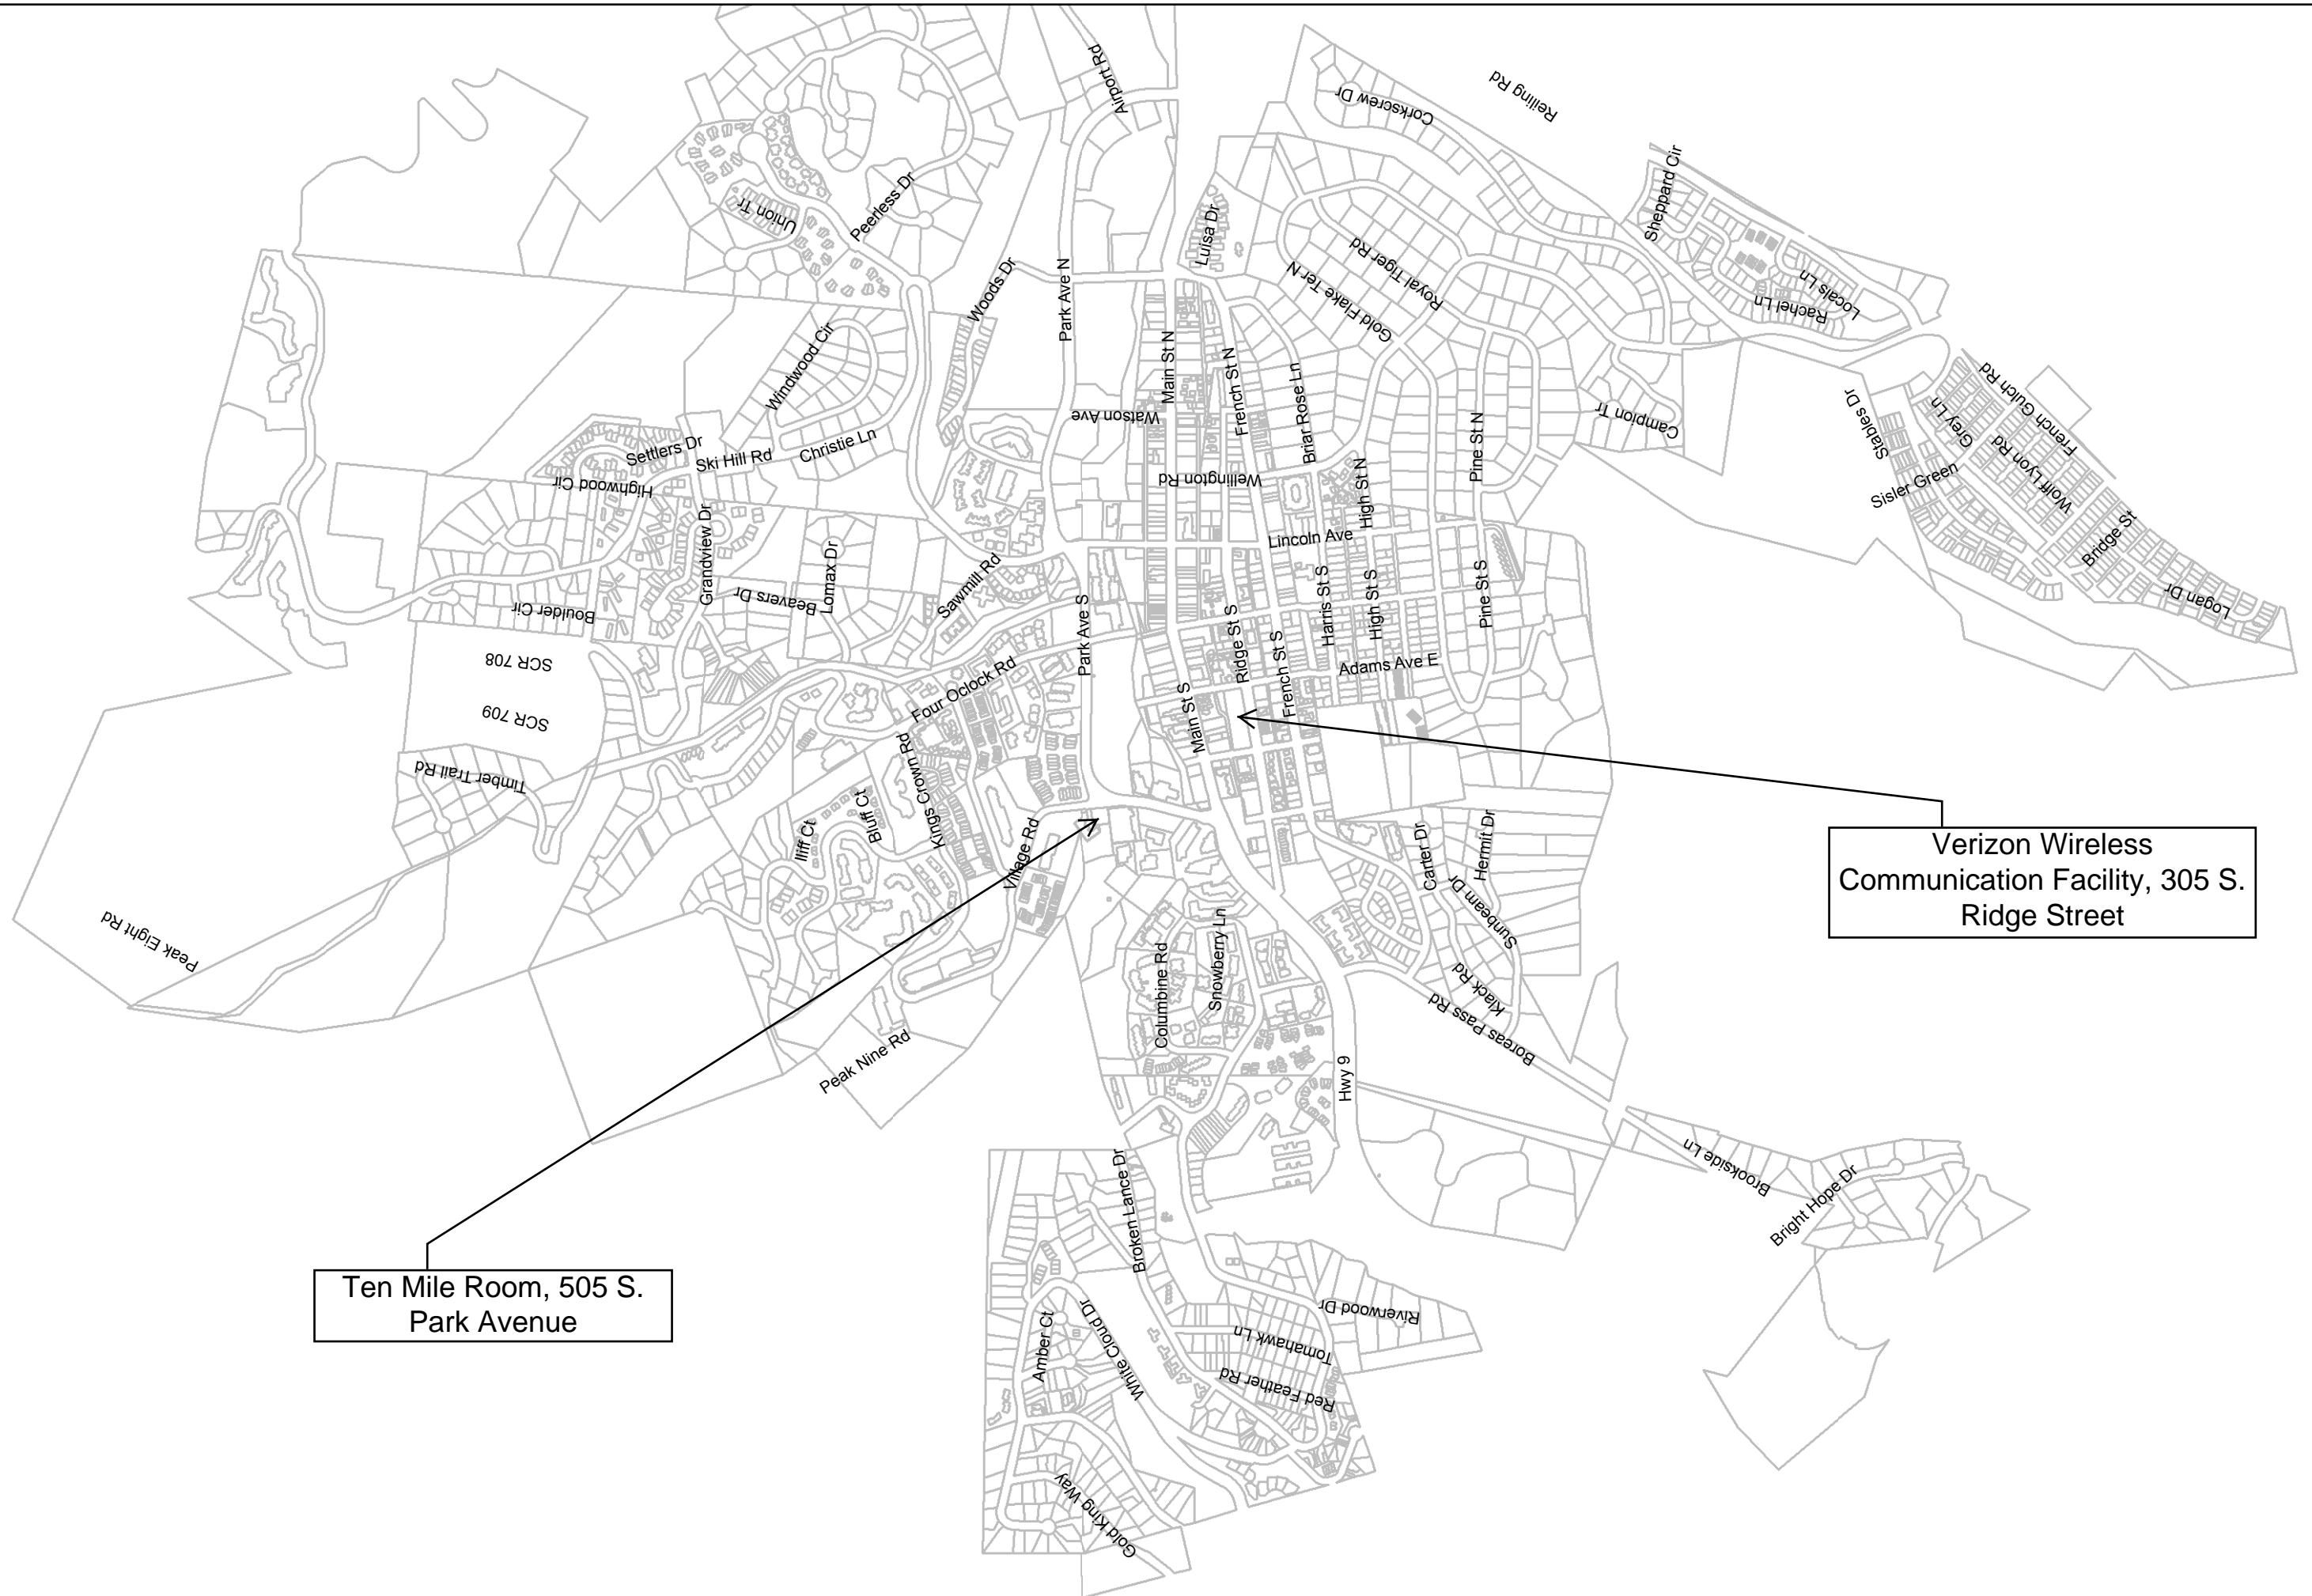 Airport Rd
Reiling Rd
Corkscrew Dr
Sheppard Cir
Union Tr
Peerless Dr
Luisa Dr
Royal Tiger Rd
Gold Flake Ter N
Locals Ln
Rachel Ln
Woods Dr
Park Ave N
Main St N
French St N
Briar Rose Ln
Windwood Cir
Watson Ave
Campion Tr
Pine St N
Stables Dr
Grey Ln
French Gulch Rd
Wolff Lyon Rd
Sisler Green
Settlers Dr
Ski Hill Rd
Christie Ln
Highwood Cir
Wellington Rd
High St N
Grandview Dr
Lincoln Ave
Bridge St
Logan Dr
Lomax Dr
Beavers Dr
Sawmill Rd
Boulder Cir
Park Ave S
Ridge St S
Harris St S
High St S
Pine St S
SCR 708
SCR 709
Four Oclock Rd
Main St S
French St S
Adams Ave E
Timber Trail Rd
Kings Crown Rd
Bluff Ct
Iliff Ct
Village Rd
Carter Dr
Hermit Dr
Sunbeam Dr
Verizon Wireless
Communication Facility, 305 S.
Ridge Street
Peak Eight Rd
Columbine Rd
Snowberry Ln
Klack Rd
Boreas Pass Rd
Peak Nine Rd
Hwy 9
Brookside Ln
Bright Hope Dr
Broken Lance Dr
Ten Mile Room, 505 S.
Park Avenue
Amber Ct
White Cloud Dr
Riverwood Dr
Tomahawk Ln
Red Feather Rd
Gold King Way